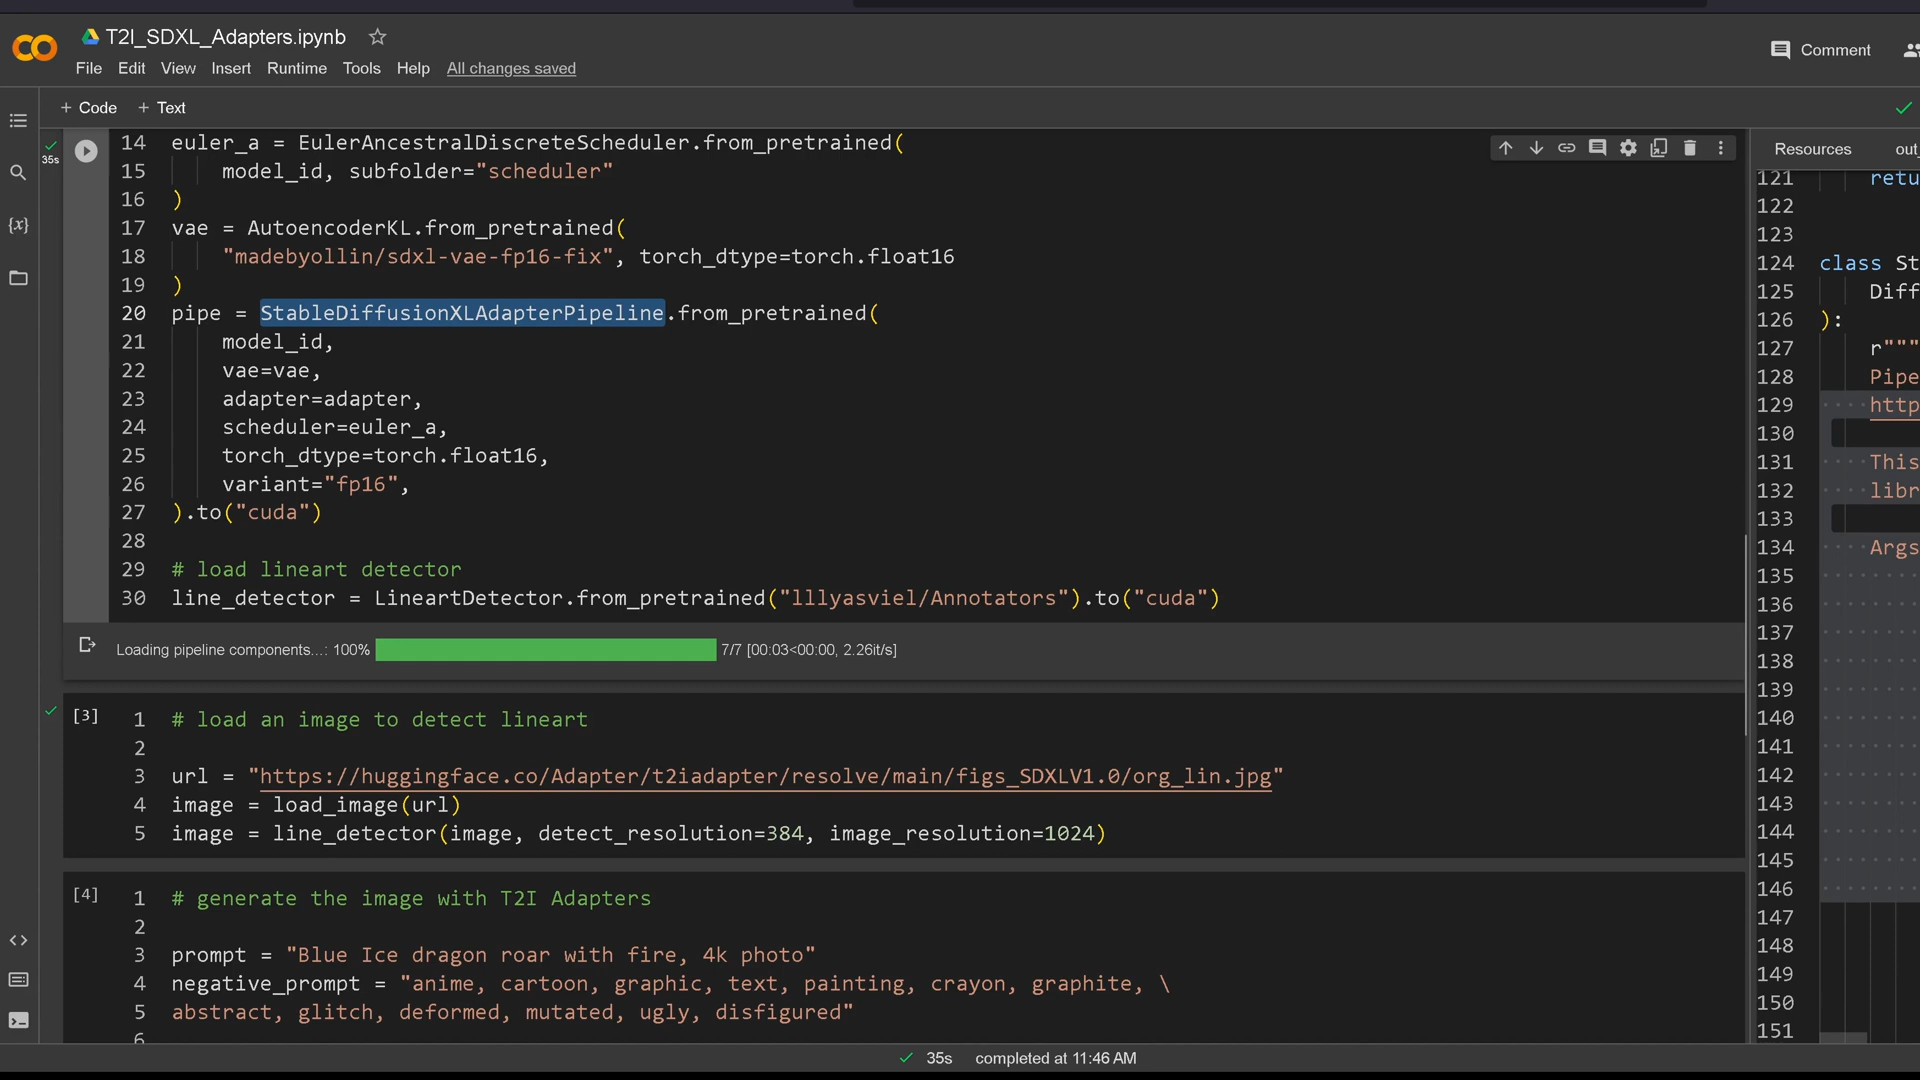 T2I_SDXL_Adapters.ipynb
File Edit View Insert Runtime Tools Help All changes saved
Comment
+ Code + Text
35s
14 euler_a = EulerAncestralDiscreteScheduler.from_pretrained(
15 model_id, subfolder="scheduler"
16 )
17 vae = AutoencoderKL.from_pretrained(
18 "madebyollin/sdxl-vae-fp16-fix", torch_dtype=torch.float16
19 )
20 pipe = StableDiffusionXLAdapterPipeline.from_pretrained(
21 model_id,
22 vae=vae,
23 adapter=adapter,
24 scheduler=euler_a,
25 torch_dtype=torch.float16,
26 variant="fp16",
27 ).to("cuda")
28
29 # load lineart detector
30 line_detector = LineartDetector.from_pretrained("lllyasviel/Annotators").to("cuda")
Loading pipeline components...: 100% 7/7 [00:03<00:00, 2.26it/s]
[3]
1 # load an image to detect lineart
2
3 url = "https://huggingface.co/Adapter/t2iadapter/resolve/main/figs_SDXLV1.0/org_lin.jpg"
4 image = load_image(url)
5 image = line_detector(image, detect_resolution=384, image_resolution=1024)
[4]
1 # generate the image with T2I Adapters
2
3 prompt = "Blue Ice dragon roar with fire, 4k photo"
4 negative_prompt = "anime, cartoon, graphic, text, painting, crayon, graphite, \
5 abstract, glitch, deformed, mutated, ugly, disfigured"
6
Resources out_
121 retu
122
123
124 class St
125 Diff
126 ):
127 r"""
128 Pipe
129 http
130
131 This
132 libr
133
134 Args
135
136
137
138
139
140
141
142
143
144
145
146
147
148
149
150
151
35s completed at 11:46 AM